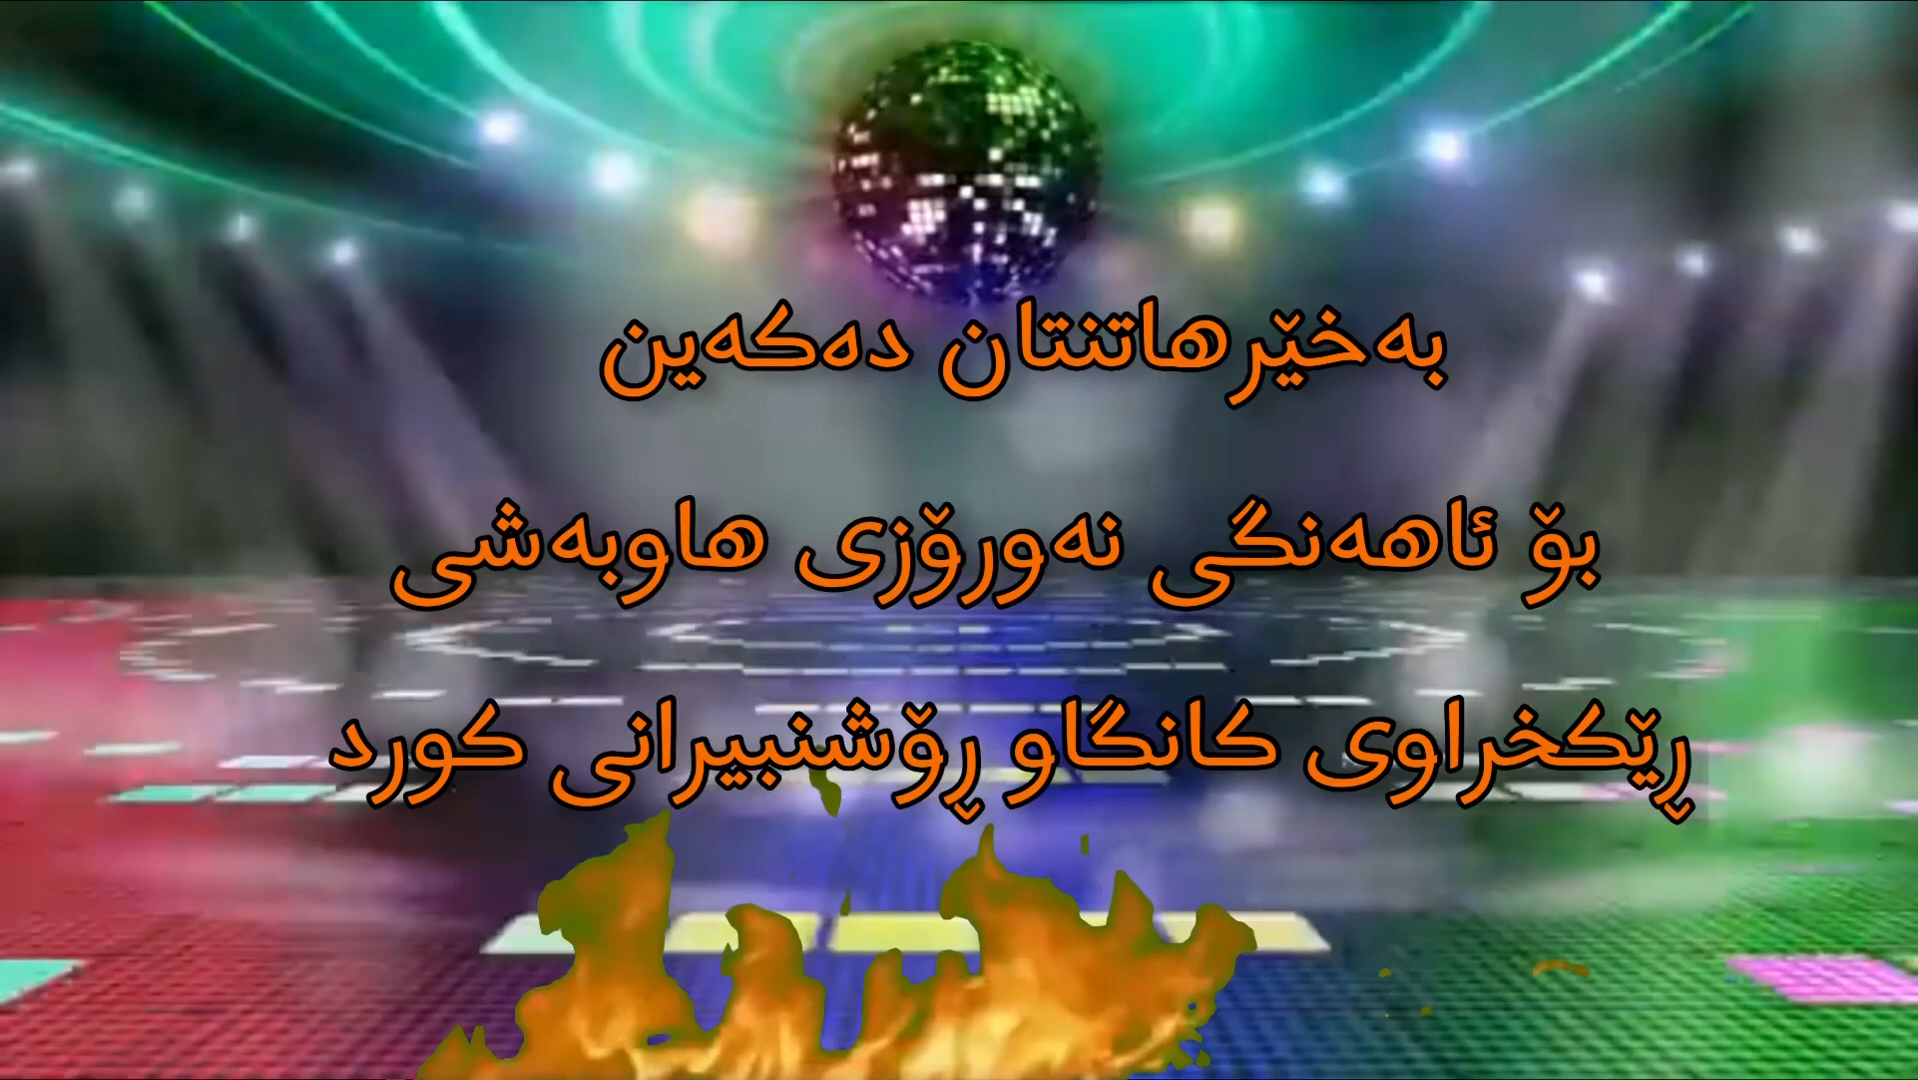 بەخێرهاتنتان دەکەین
بۆ ئاهەنگی نەورۆزی هاوبەشی
ڕێکخراوی کانگاو ڕۆشنبیرانی کورد